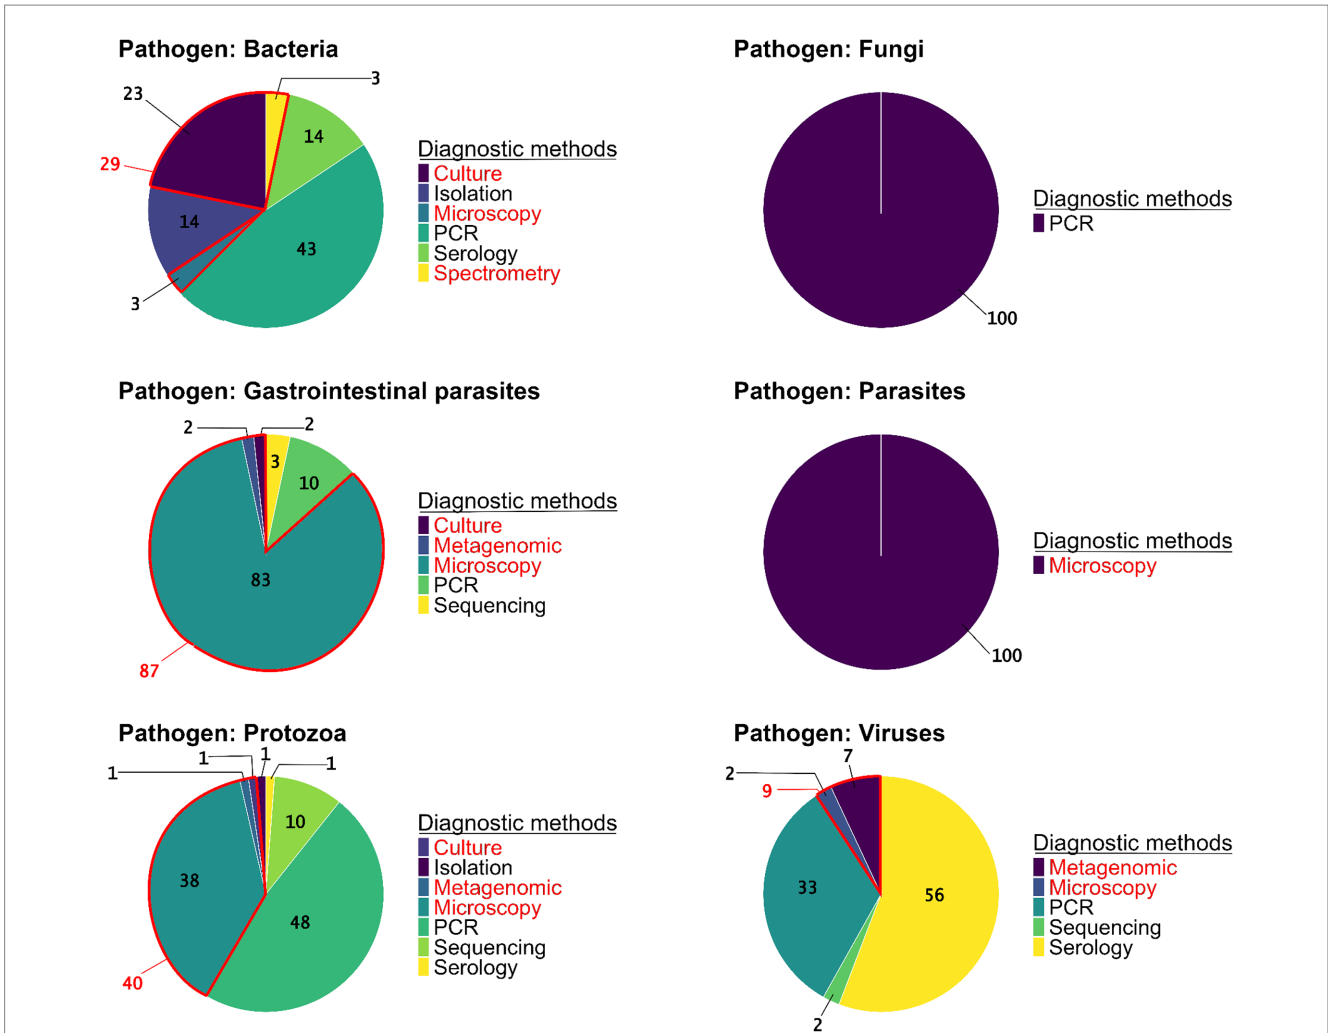 Pathogen: Bacteria
3
23
14
29
14
43
3
Diagnostic methods
Culture
Isolation
Microscopy
PCR
Serology
Spectrometry
Pathogen: Fungi
100
Diagnostic methods
PCR
Pathogen: Gastrointestinal parasites
2
2
3
10
83
87
Diagnostic methods
Culture
Metagenomic
Microscopy
PCR
Sequencing
Pathogen: Parasites
100
Diagnostic methods
Microscopy
Pathogen: Protozoa
1
1
1
1
10
38
48
40
Diagnostic methods
Culture
Isolation
Metagenomic
Microscopy
PCR
Sequencing
Serology
Pathogen: Viruses
7
2
9
33
56
2
Diagnostic methods
Metagenomic
Microscopy
PCR
Sequencing
Serology